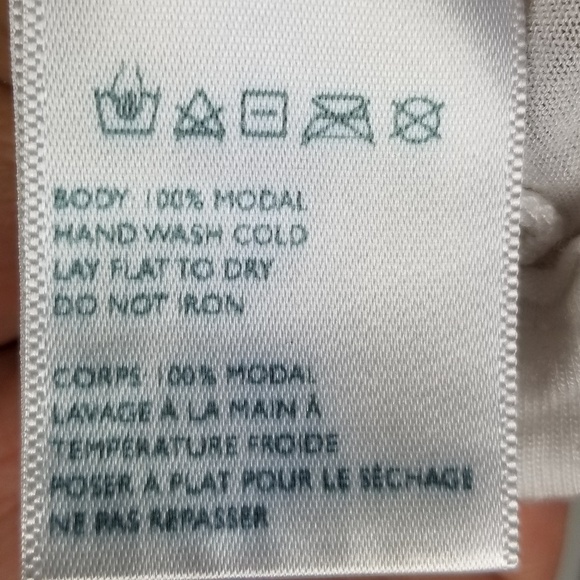 BODY 100% MODAL
HAND WASH COLD
LAY FLAT TO DRY
DO NOT IRON
CORPS 100% MODAL
LAVAGE À LA MAIN À
TEMPÉRATURE FROIDE
POSER À PLAT POUR LE SÉCHAGE
NE PAS REPASSER